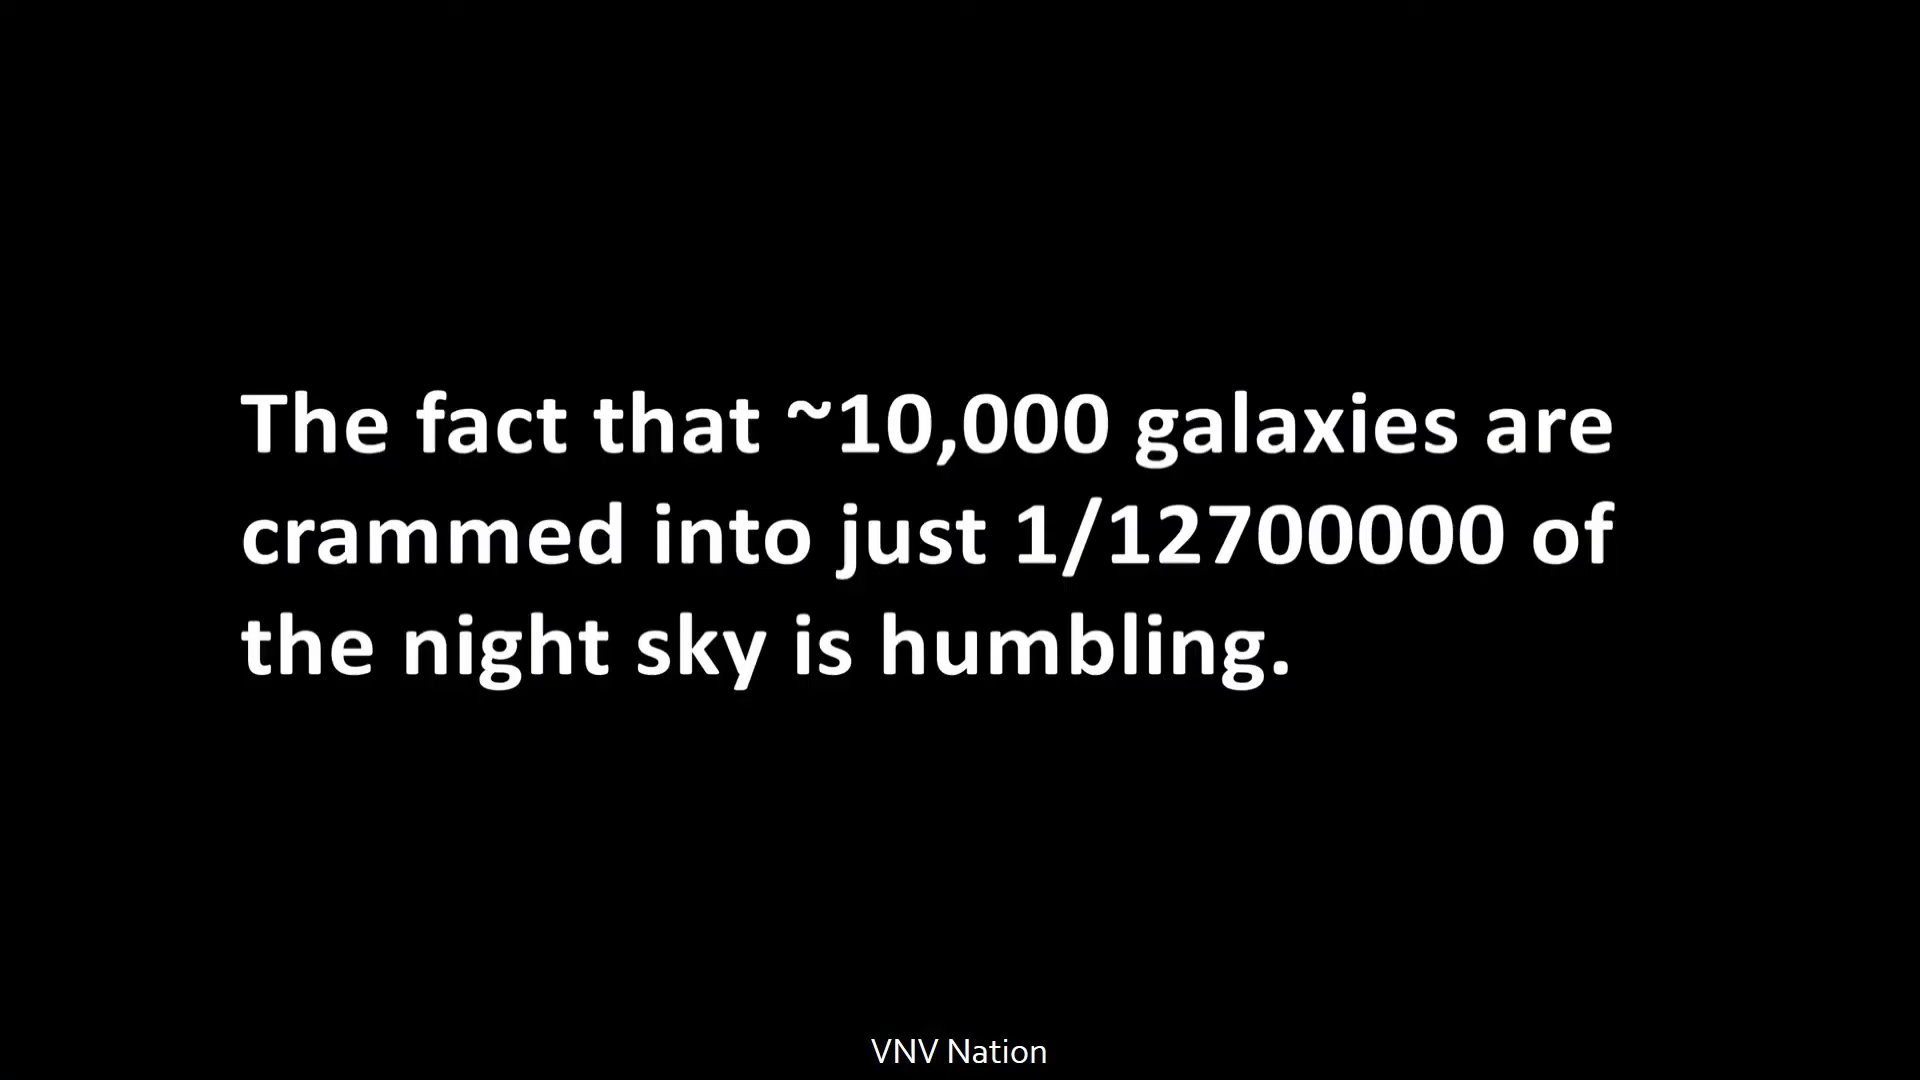 The fact that ~10,000 galaxies are
crammed into just 1/12700000 of
the night sky is humbling.
VNV Nation